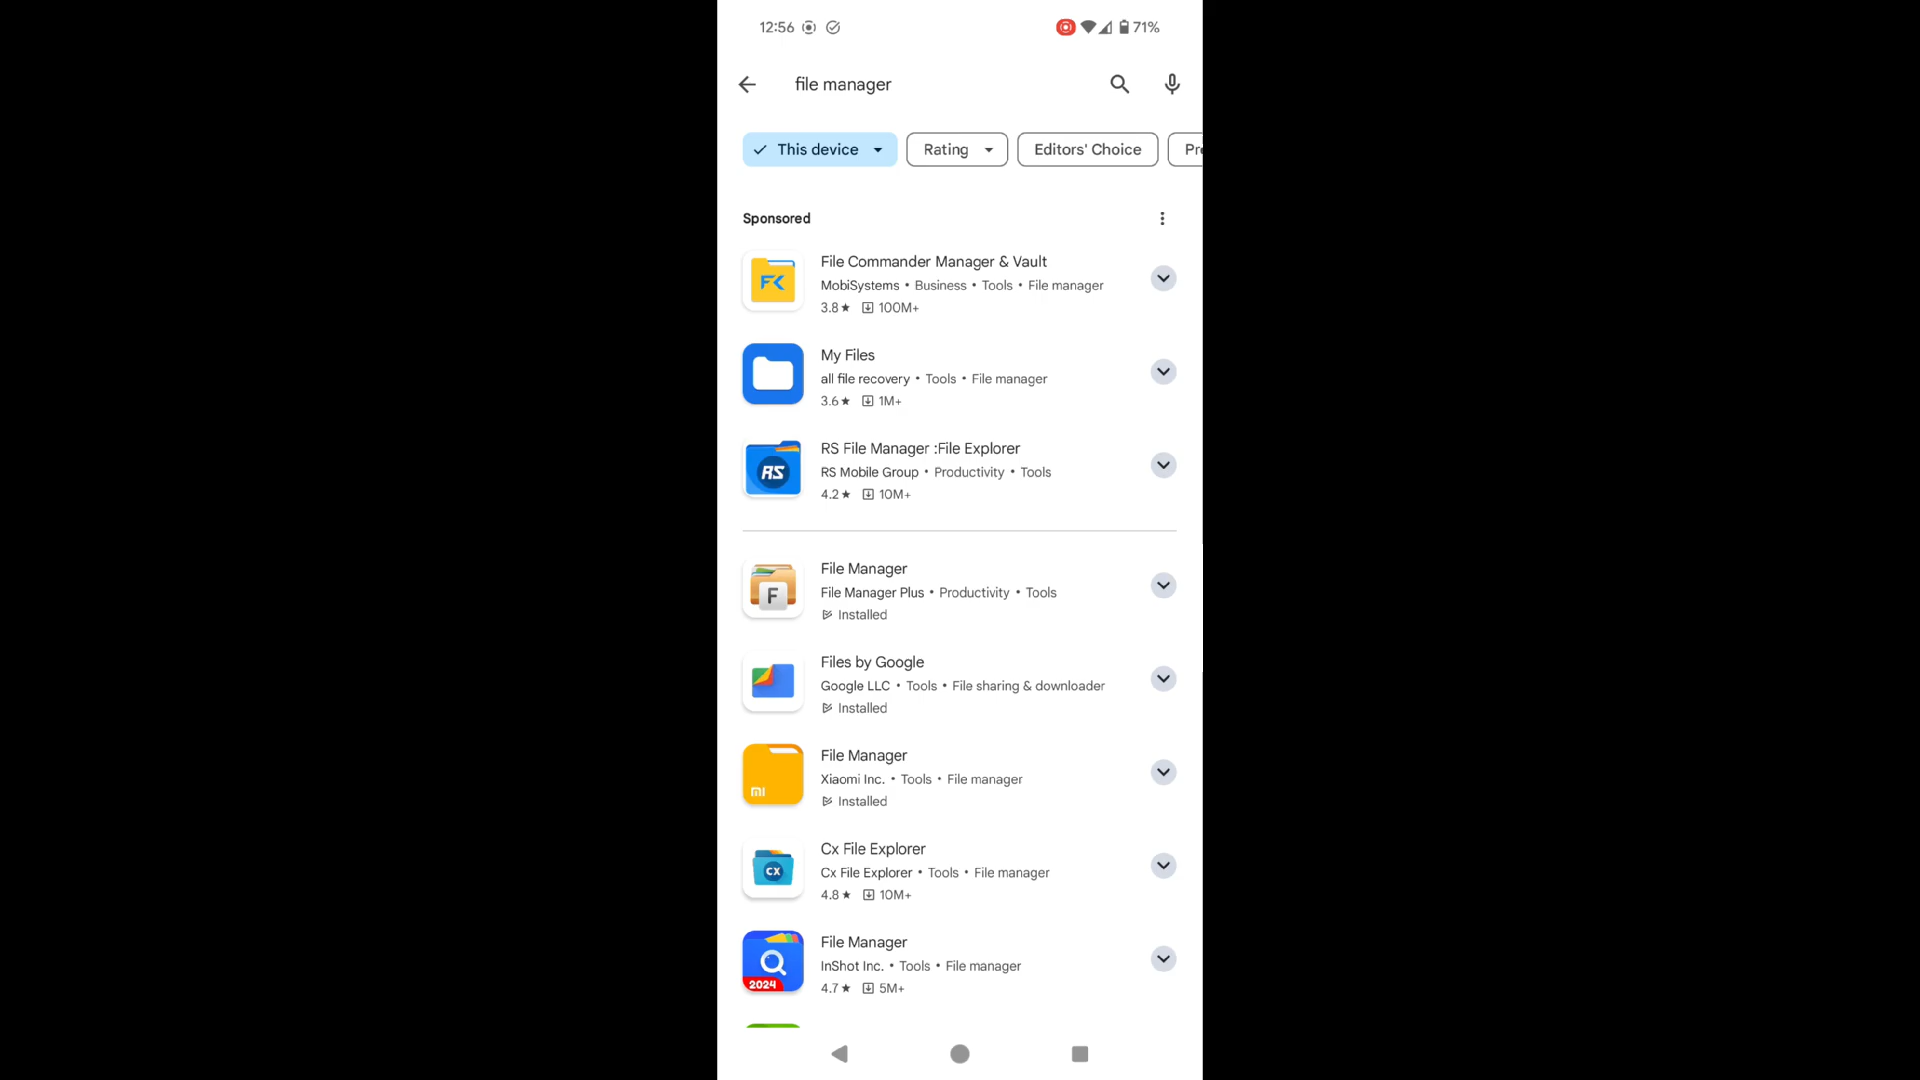 12:56 71%
file manager
This device Rating Editors' Choice Pr
Sponsored
File Commander Manager & Vault
MobiSystems • Business • Tools • File manager
3.8★ 100M+
My Files
all file recovery • Tools • File manager
3.6★ 1M+
RS
RS File Manager :File Explorer
RS Mobile Group • Productivity • Tools
4.2★ 10M+
F
File Manager
File Manager Plus • Productivity • Tools
Installed
Files by Google
Google LLC • Tools • File sharing & downloader
Installed
mi
File Manager
Xiaomi Inc. • Tools • File manager
Installed
CX
Cx File Explorer
Cx File Explorer • Tools • File manager
4.8★ 10M+
2024
File Manager
InShot Inc. • Tools • File manager
4.7★ 5M+